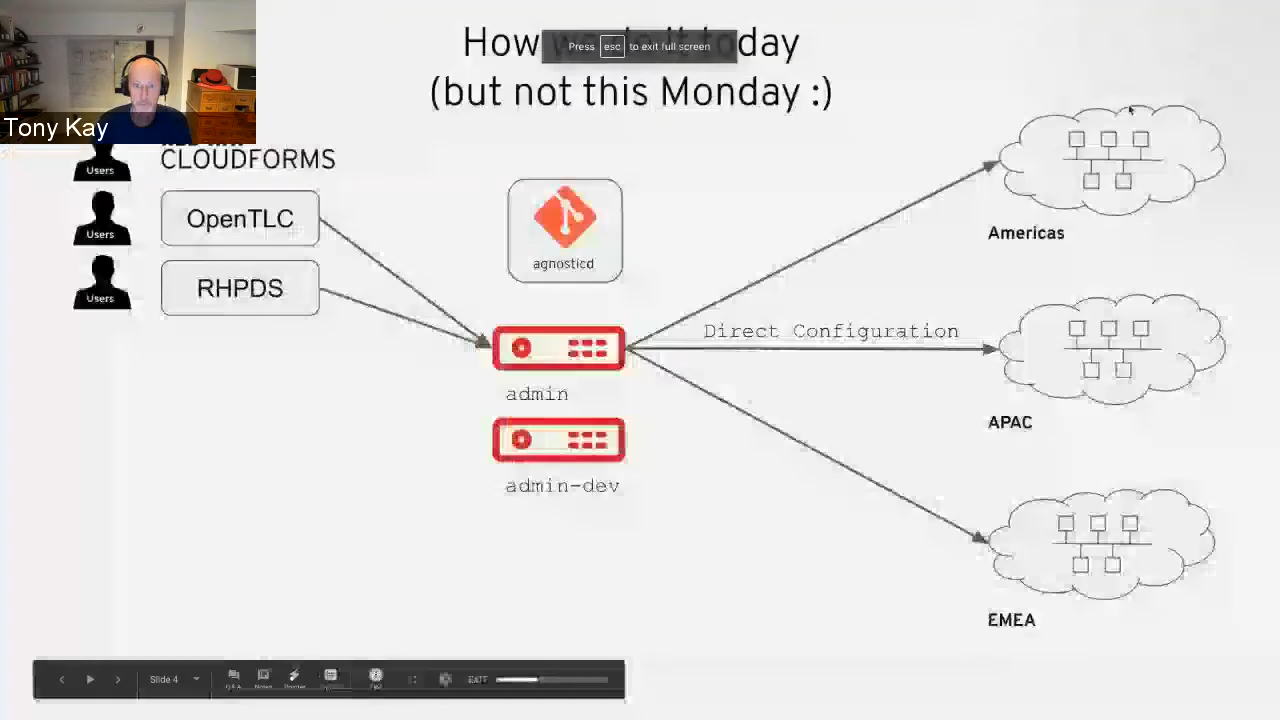 How
day
(but not this Monday :)
Press esc to exit full screen
Tony Kay
CLOUDFORMS
Users
OpenTLC
Users
RHPDS
Users
agnosticd
Americas
Direct Configuration
admin
APAC
admin-dev
EMEA
Slide 4
EXIT